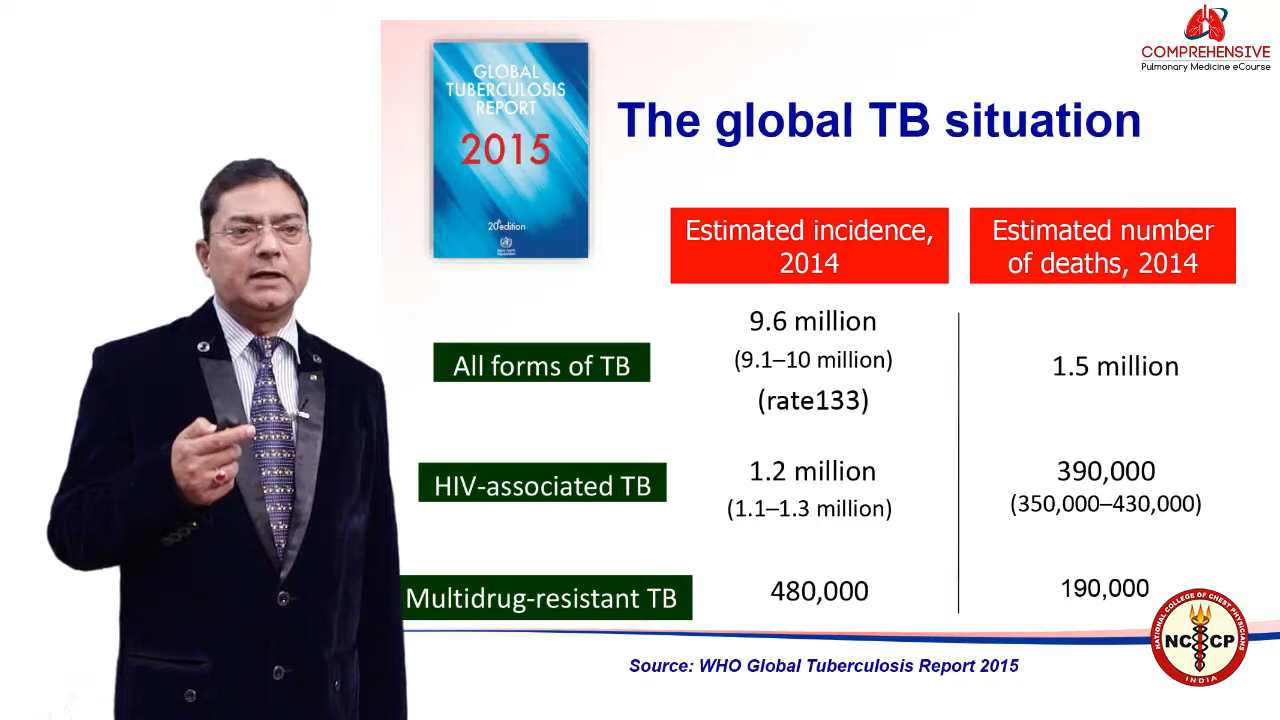 COMPREHENSIVE
Pulmonary Medicine eCourse
GLOBAL
TUBERCULOSIS
REPORT
2015
20th edition
The global TB situation
Estimated incidence,
2014
Estimated number
of deaths, 2014
All forms of TB
9.6 million
(9.1–10 million)
(rate133)
1.5 million
HIV-associated TB
1.2 million
(1.1–1.3 million)
390,000
(350,000–430,000)
Multidrug-resistant TB
480,000
190,000
NATIONAL COLLEGE OF CHEST PHYSICIANS
NCCP
INDIA
Source: WHO Global Tuberculosis Report 2015